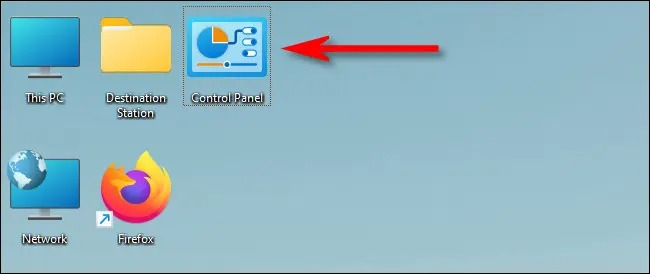 This PC
Destination
Station
Control Panel
Network
Firefox